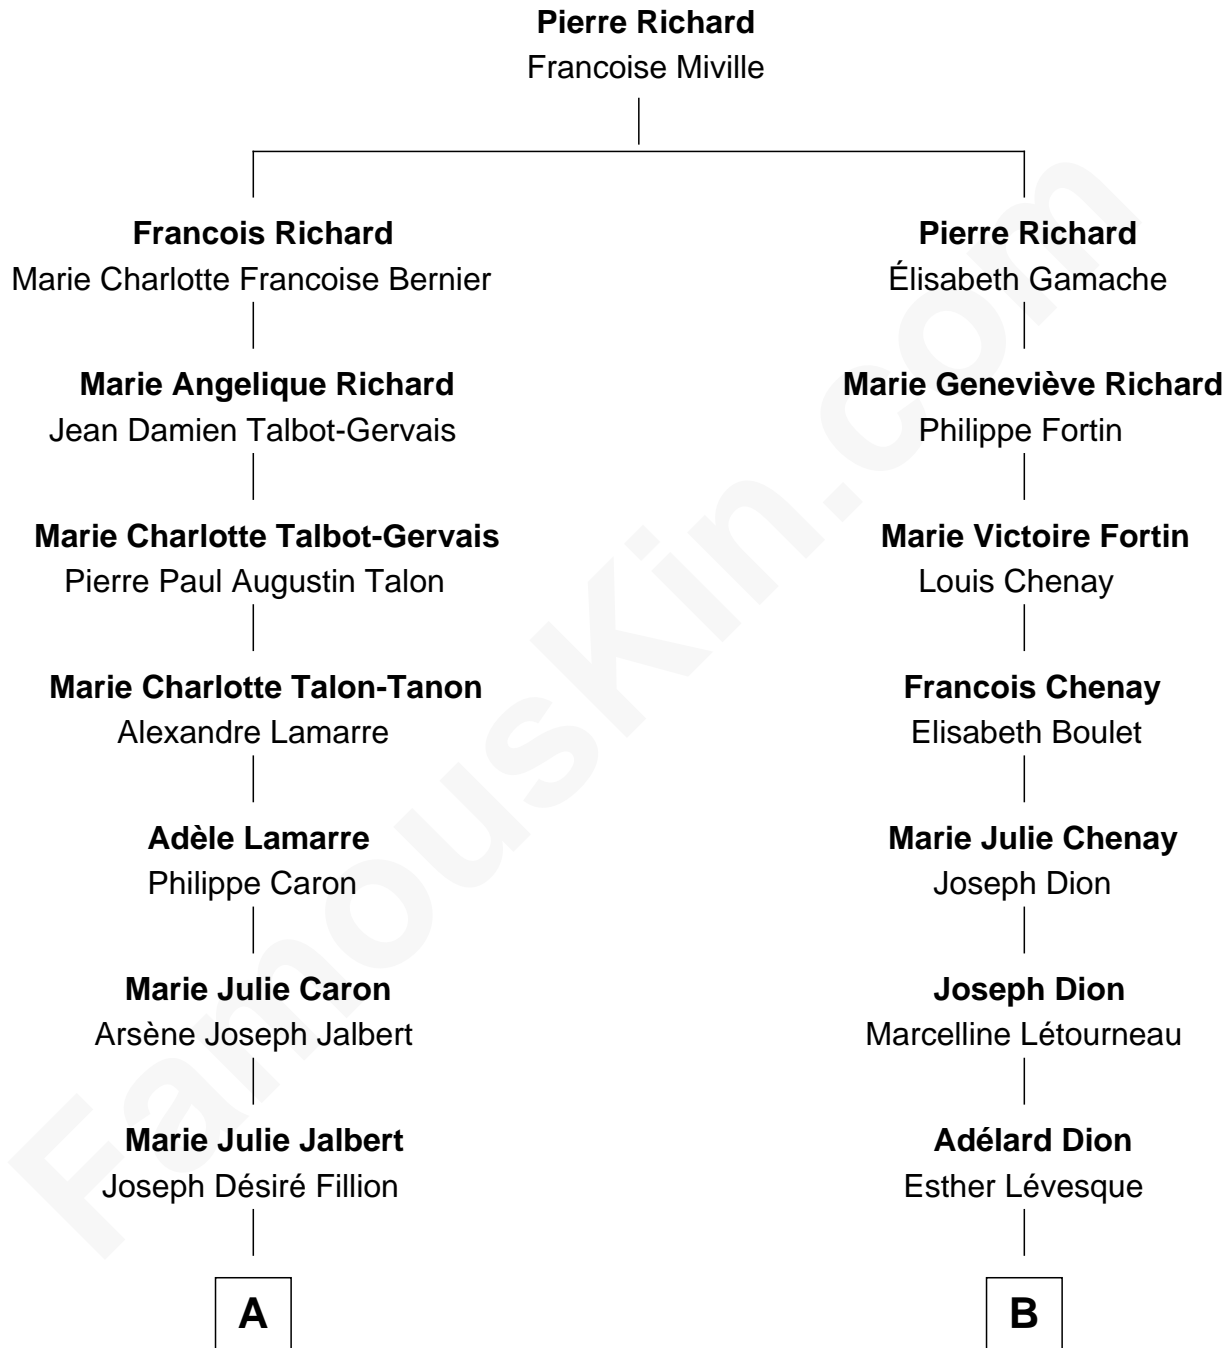 Pierre Richard
Francoise Miville
Francois Richard
Marie Charlotte Francoise Bernier
Pierre Richard
Élisabeth Gamache
Marie Angelique Richard
Jean Damien Talbot-Gervais
Marie Geneviève Richard
Philippe Fortin
Marie Charlotte Talbot-Gervais
Pierre Paul Augustin Talon
Marie Victoire Fortin
Louis Chenay
Marie Charlotte Talon-Tanon
Alexandre Lamarre
Francois Chenay
Elisabeth Boulet
Adèle Lamarre
Philippe Caron
Marie Julie Chenay
Joseph Dion
Marie Julie Caron
Arsène Joseph Jalbert
Joseph Dion
Marcelline Létourneau
Marie Julie Jalbert
Joseph Désiré Fillion
Adélard Dion
Esther Lévesque
A
B
FamousKin.com